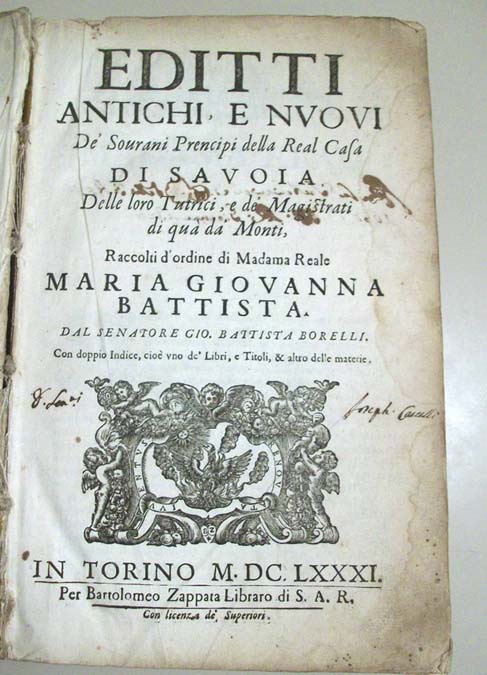 EDITTI
ANTICHI, E NVOVI
De' Sourani Prencipi della Real Casa
DI SAVOIA
Delle loro Tutrici, e de Magistrati
di quà da' Monti,
Raccolti d'ordine di Madama Reale
MARIA GIOVANNA
BATTISTA.
DAL SENATORE GIO. BATTISTA BORELLI.
Con doppio Indice, cioè vno de' Libri, e Titoli, & altro delle materie.
Joseph
IN TORINO M. DC. LXXXI.
Per Bartolomeo Zappata Libraro di S. A. R.
Con licenza de' Superiori.